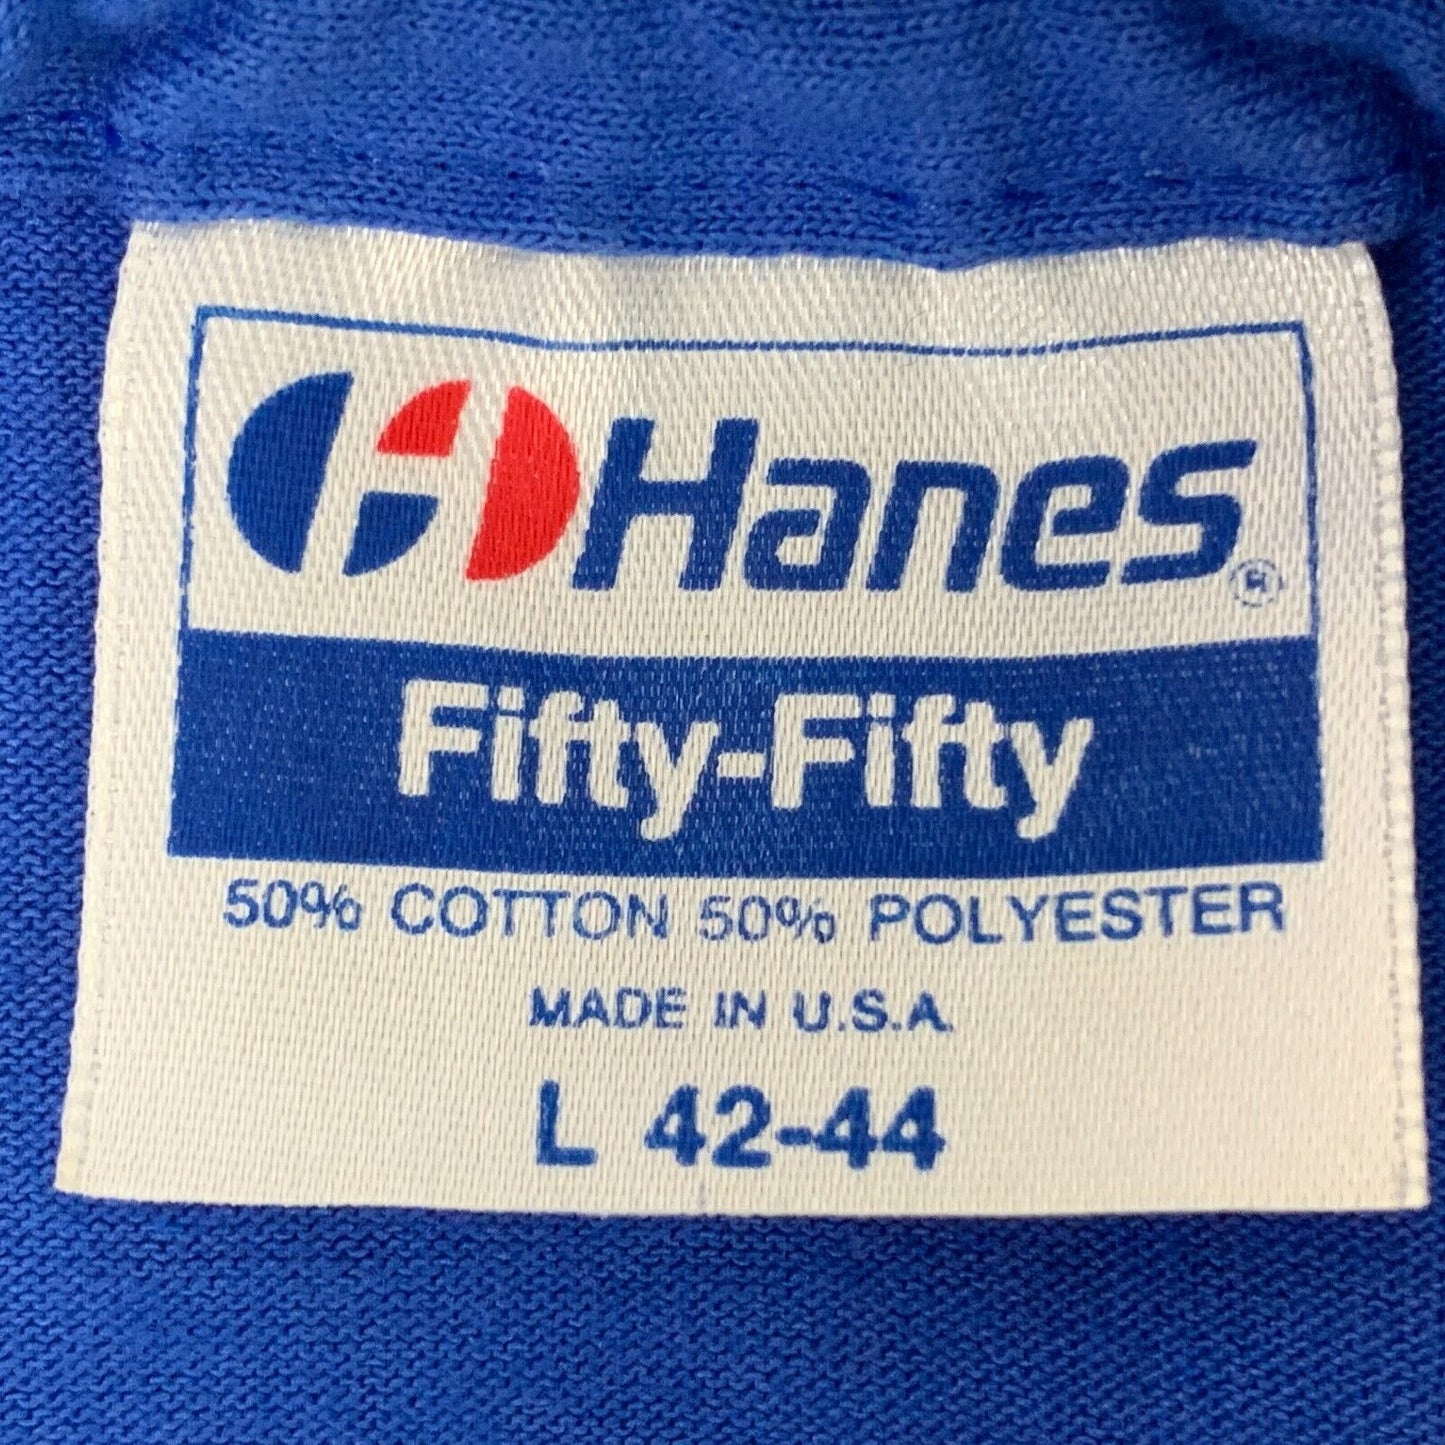 Hanes®
Fifty-Fifty
50% COTTON 50% POLYESTER
MADE IN U.S.A.
L 42-44